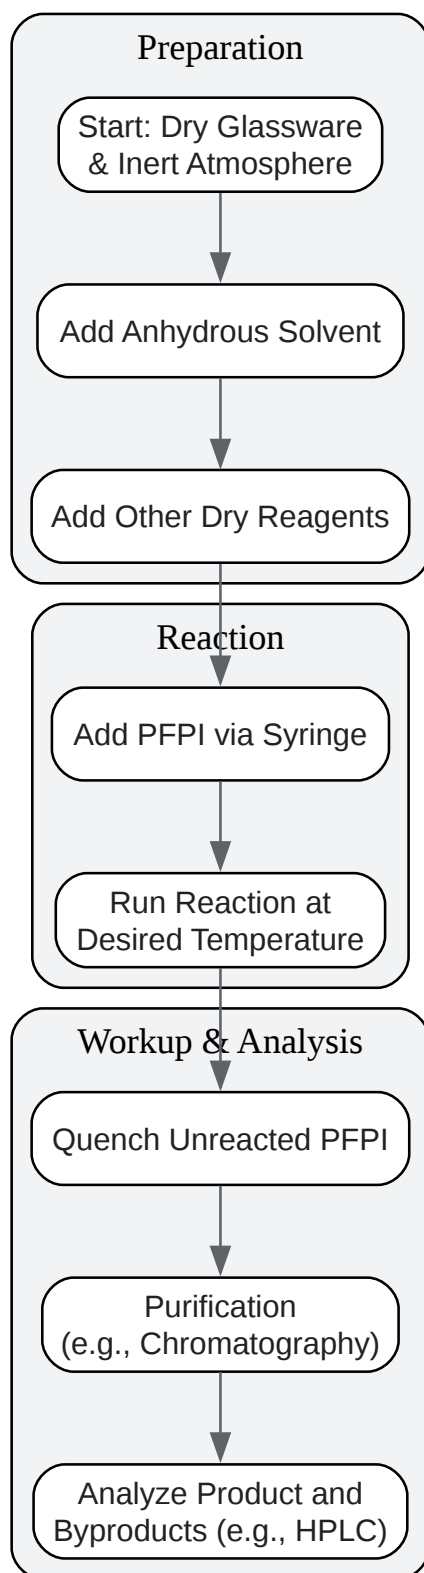 Preparation
Start: Dry Glassware
& Inert Atmosphere
Add Anhydrous Solvent
Add Other Dry Reagents
Reaction
Add PFPI via Syringe
Run Reaction at
Desired Temperature
Workup & Analysis
Quench Unreacted PFPI
Purification
(e.g., Chromatography)
Analyze Product and
Byproducts (e.g., HPLC)